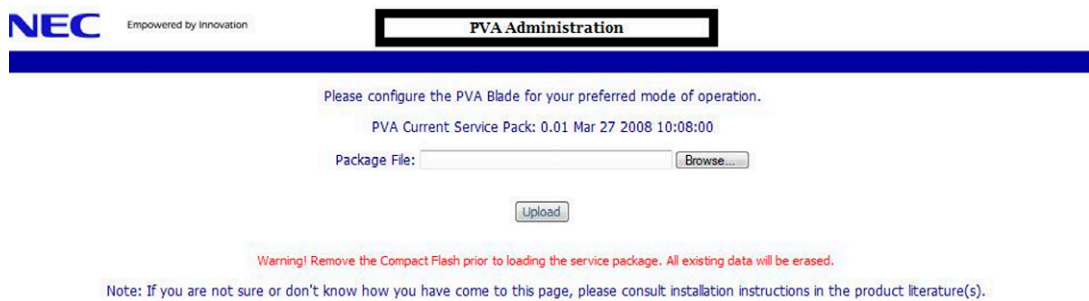 NEC Empowered by Innovation PVA Administration
Please configure the PVA Blade for your preferred mode of operation.
PVA Current Service Pack: 0.01 Mar 27 2008 10:08:00
Package File: Browse...
Upload
Warning! Remove the Compact Flash prior to loading the service package. All existing data will be erased.
Note: If you are not sure or don't know how you have come to this page, please consult installation instructions in the product literature(s).